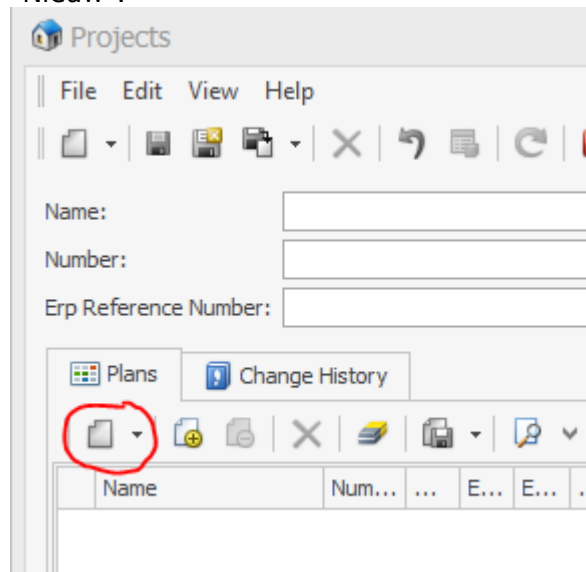 Projects
File Edit View Help
Name:
Number:
Erp Reference Number:
Plans Change History
Name Num... ... E... E...